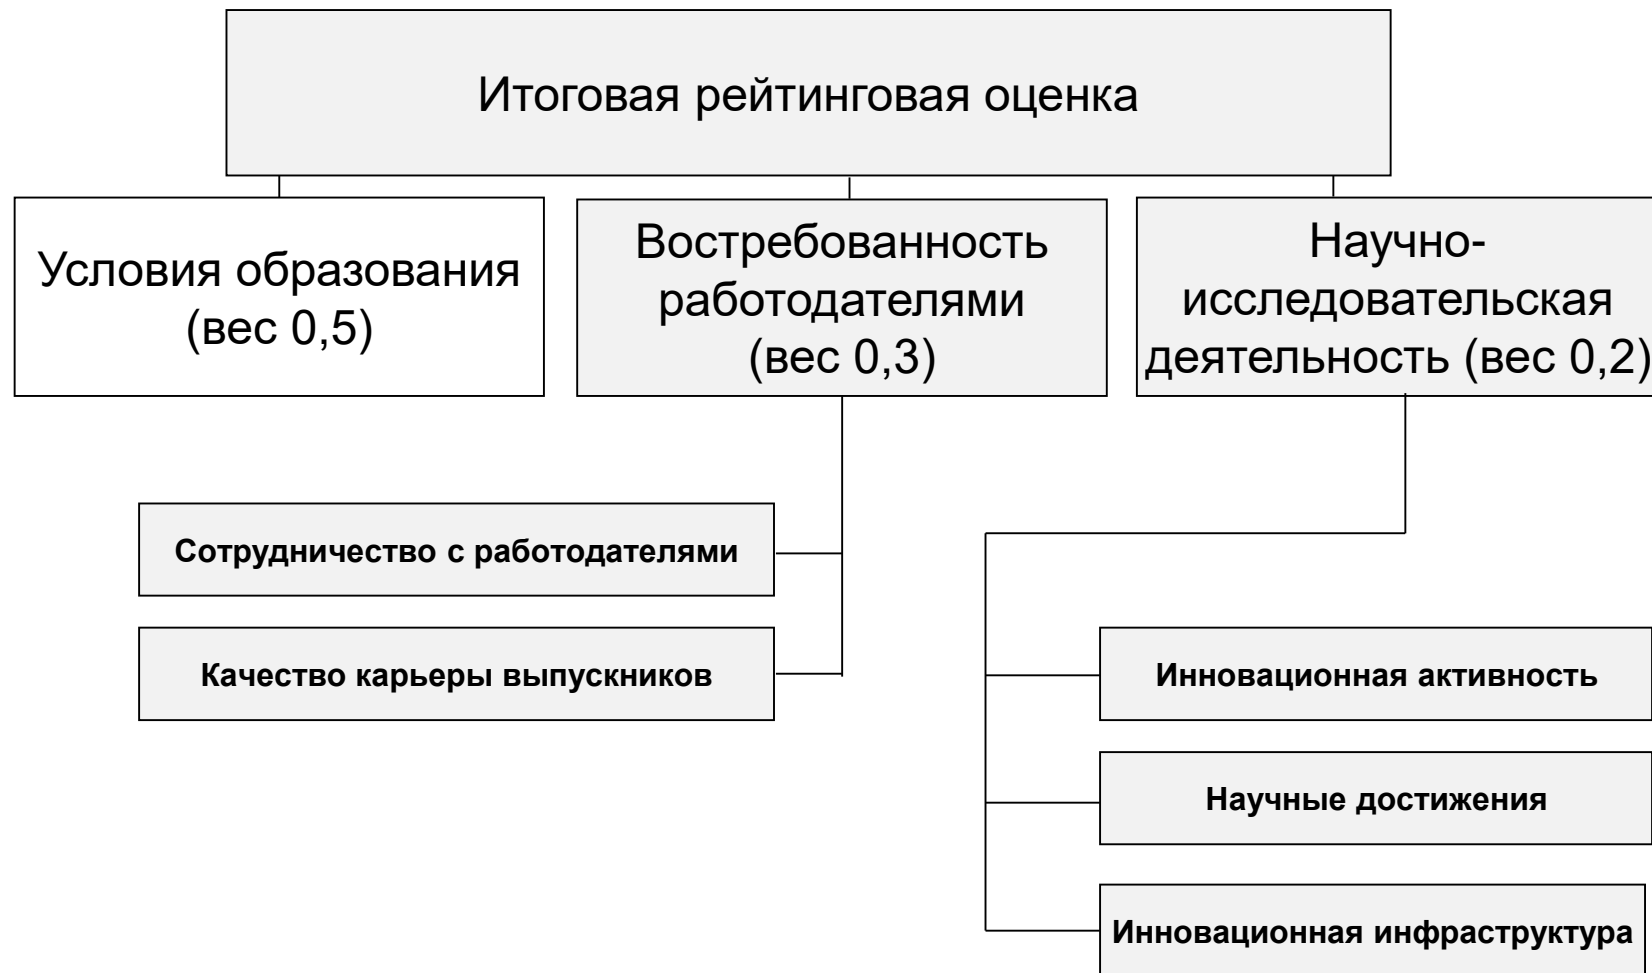 Итоговая рейтинговая оценка
Условия образования
(вес 0,5)
Востребованность
работодателями
(вес 0,3)
Научно-
исследовательская
деятельность (вес 0,2)
Сотрудничество с работодателями
Качество карьеры выпускников
Инновационная активность
Научные достижения
Инновационная инфраструктура